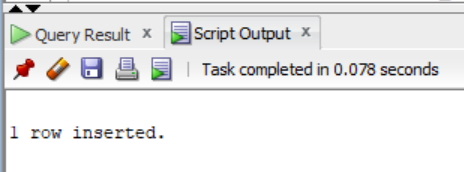 Query Result x Script Output x
Task completed in 0.078 seconds
1 row inserted.